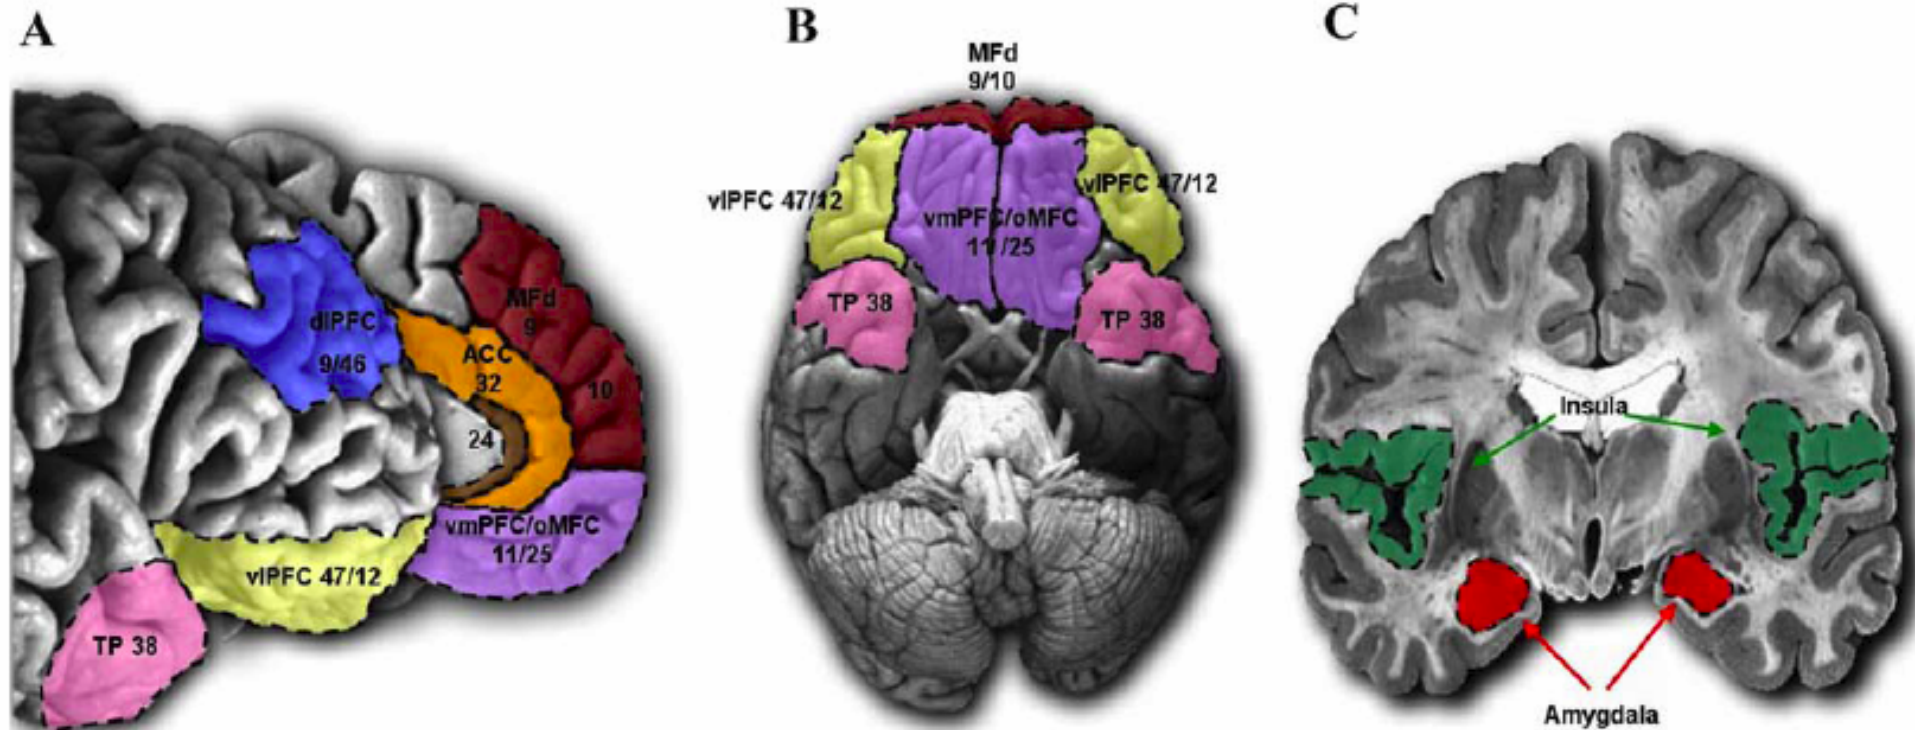 A
B
C
MFd
9/10
vlPFC 47/12
vlPFC 47/12
vmPFC/oMFC
11 /25
TP 38
TP 38
MFd
9
dlPFC
9/46
ACC
32
10
24
vmPFC/oMFC
11/25
vlPFC 47/12
TP 38
Insula
Amygdala